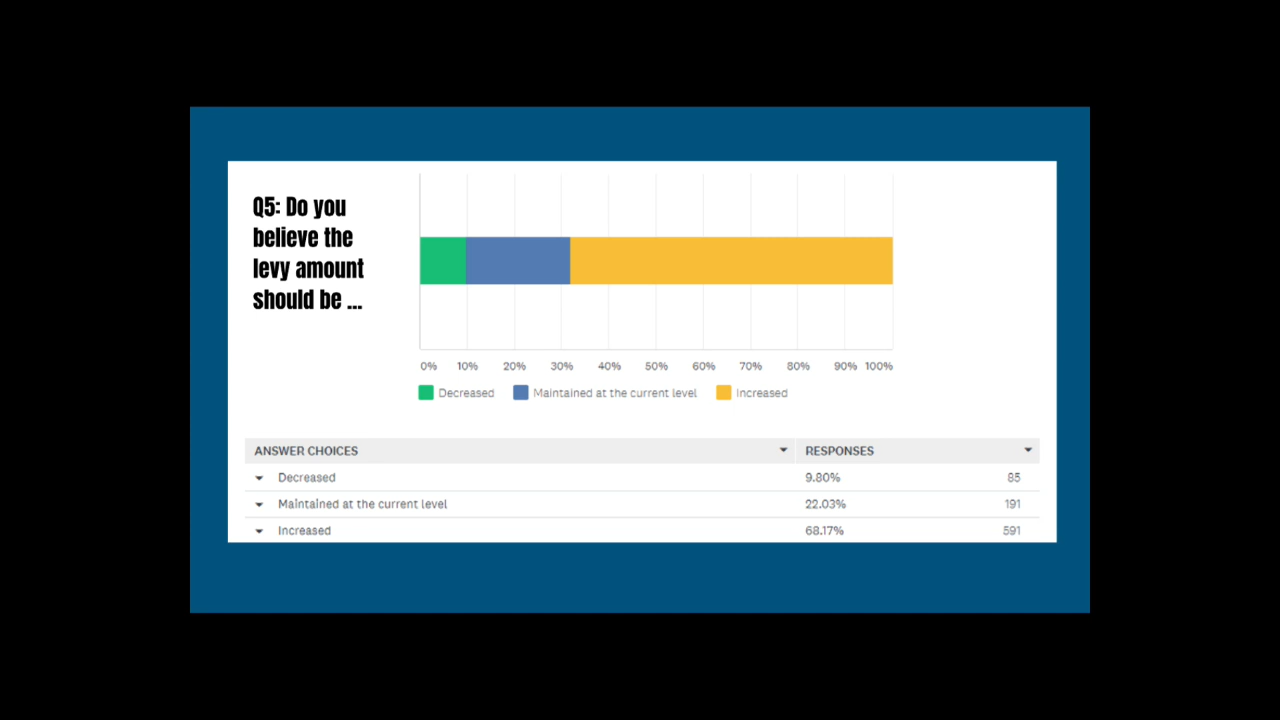 Q5: Do you
believe the
levy amount
should be ...
0% 10% 20% 30% 40% 50% 60% 70% 80% 90% 100%
Decreased Maintained at the current level Increased
ANSWER CHOICES RESPONSES
Decreased 9.80% 85
Maintained at the current level 22.03% 191
Increased 68.17% 591